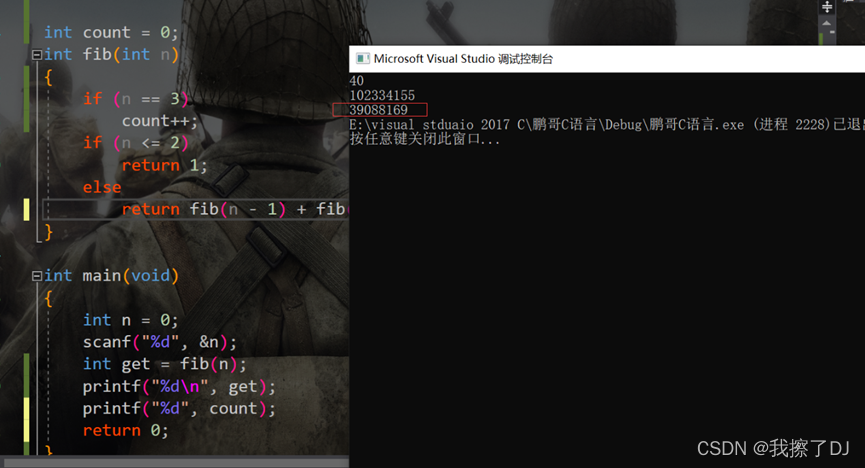 int count = 0;
int fib(int n)
{
if (n == 3)
count++;
if (n <= 2)
return 1;
else
return fib(n - 1) + fib(
}
int main(void)
{
int n = 0;
scanf("%d", &n);
int get = fib(n);
printf("%d\n", get);
printf("%d", count);
return 0;
}
Microsoft Visual Studio 调试控制台
40
102334155
39088169
E:\visual stduaio 2017 C\鹏哥C语言\Debug\鹏哥C语言.exe (进程 2228)已退
按任意键关闭此窗口...
CSDN @我擦了DJ